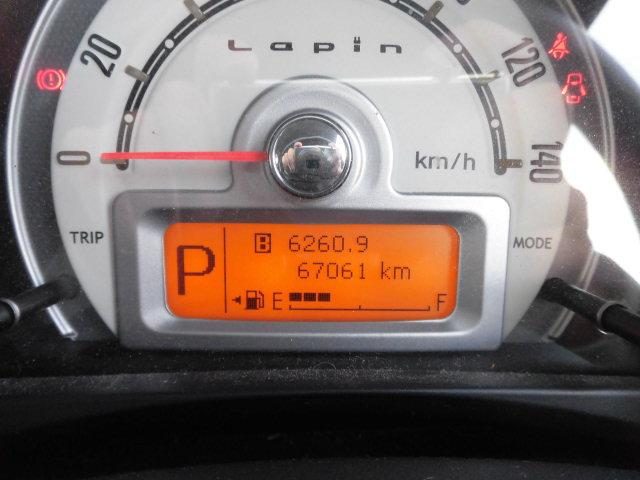 Lapin
20
120
0
km/h
140
TRIP
MODE
P
B 6260.9
67061 km
E
F